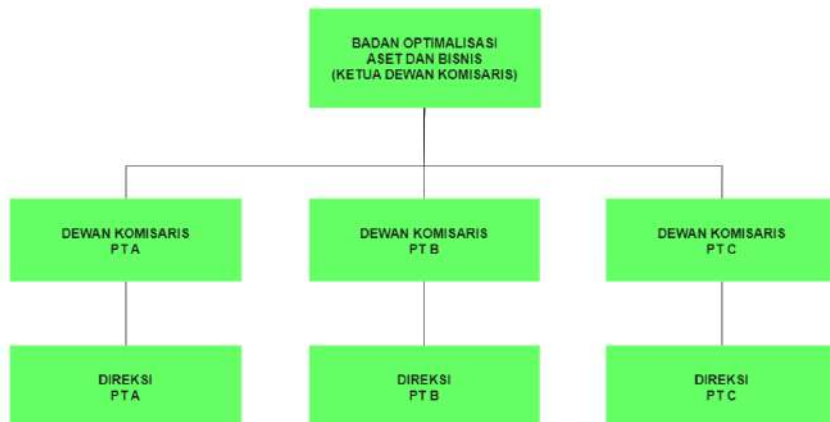 BADAN OPTIMALISASI
ASET DAN BISNIS
(KETUA DEWAN KOMISARIS)
DEWAN KOMISARIS
PT A
DEWAN KOMISARIS
PT B
DEWAN KOMISARIS
PT C
DIREKSI
PT A
DIREKSI
PT B
DIREKSI
PT C